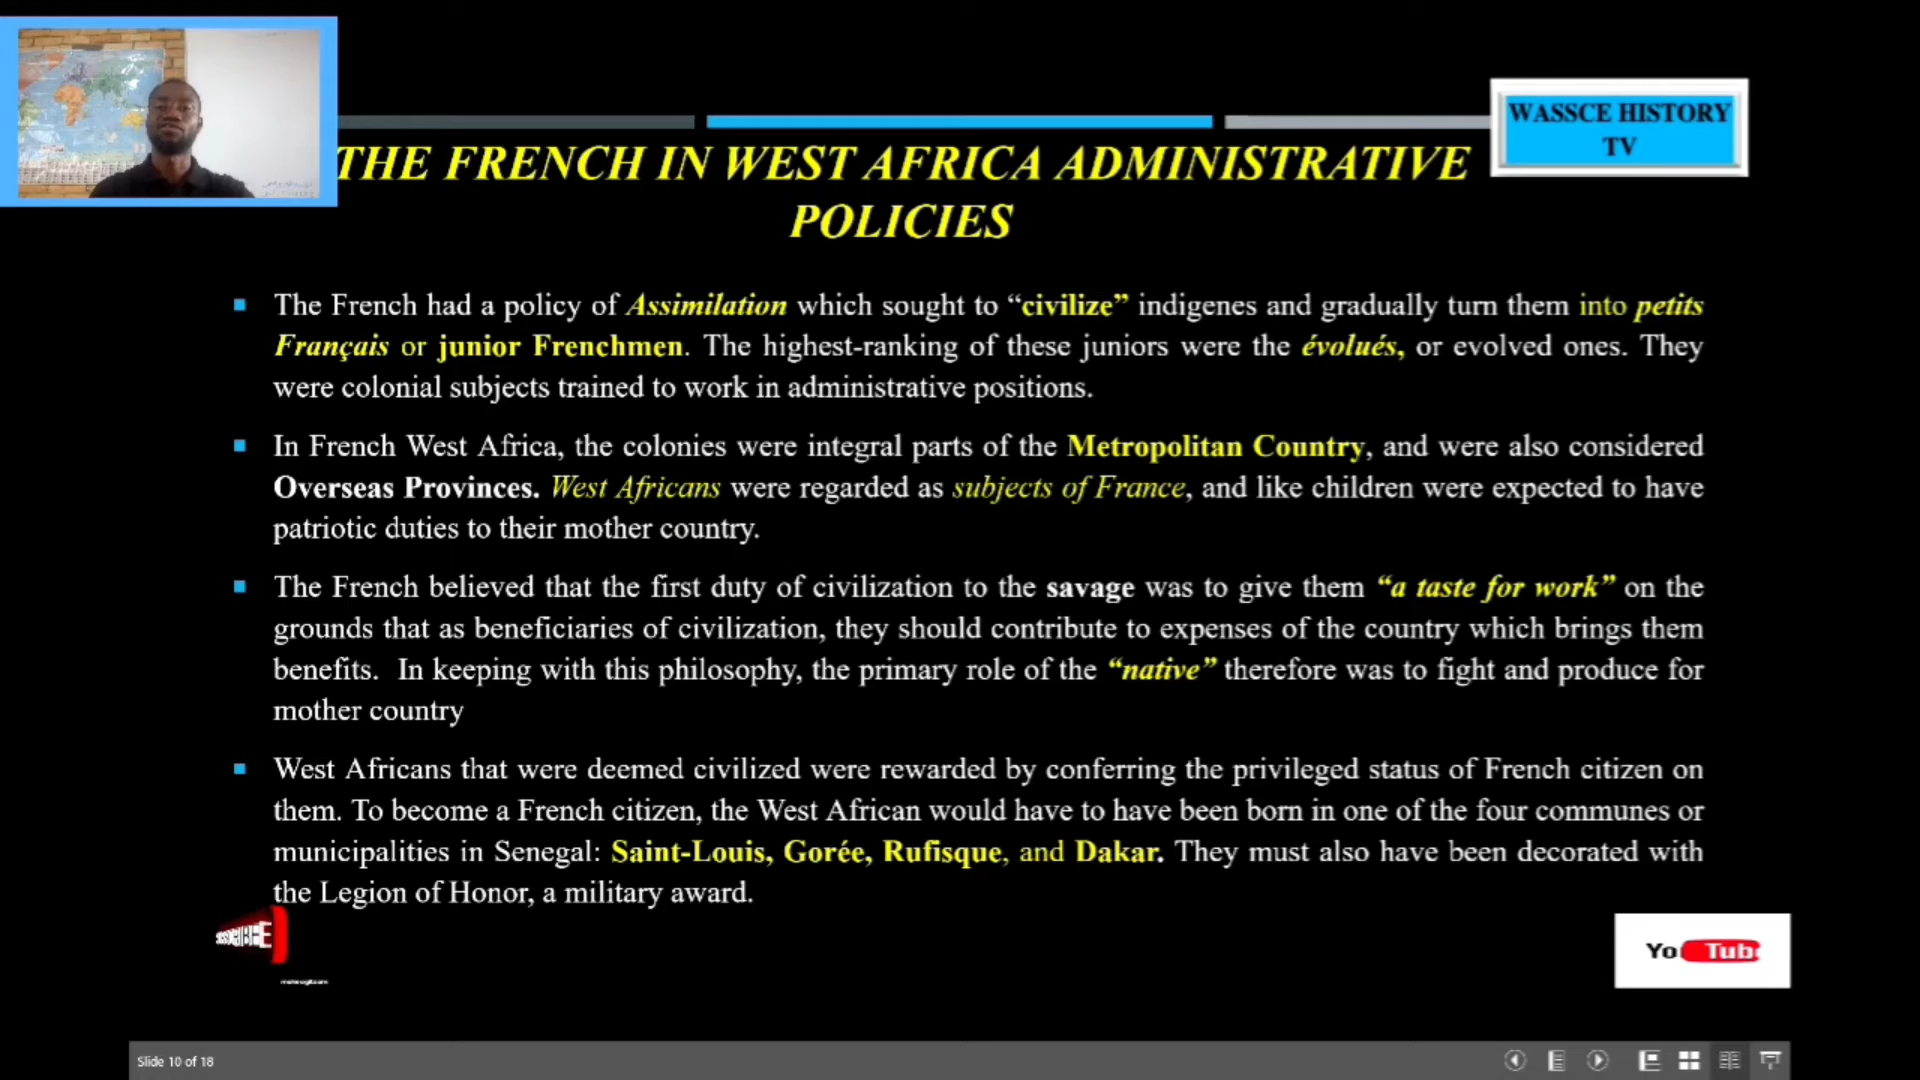 WASSCE HISTORY
TV
THE FRENCH IN WEST AFRICA ADMINISTRATIVE
POLICIES
The French had a policy of Assimilation which sought to “civilize” indigenes and gradually turn them into petits
Français or junior Frenchmen. The highest-ranking of these juniors were the évolués, or evolved ones. They
were colonial subjects trained to work in administrative positions.
In French West Africa, the colonies were integral parts of the Metropolitan Country, and were also considered
Overseas Provinces. West Africans were regarded as subjects of France, and like children were expected to have
patriotic duties to their mother country.
The French believed that the first duty of civilization to the savage was to give them “a taste for work” on the
grounds that as beneficiaries of civilization, they should contribute to expenses of the country which brings them
benefits. In keeping with this philosophy, the primary role of the “native” therefore was to fight and produce for
mother country
West Africans that were deemed civilized were rewarded by conferring the privileged status of French citizen on
them. To become a French citizen, the West African would have to have been born in one of the four communes or
municipalities in Senegal: Saint-Louis, Gorée, Rufisque, and Dakar. They must also have been decorated with
the Legion of Honor, a military award.
Yo Tub
Slide 10 of 18